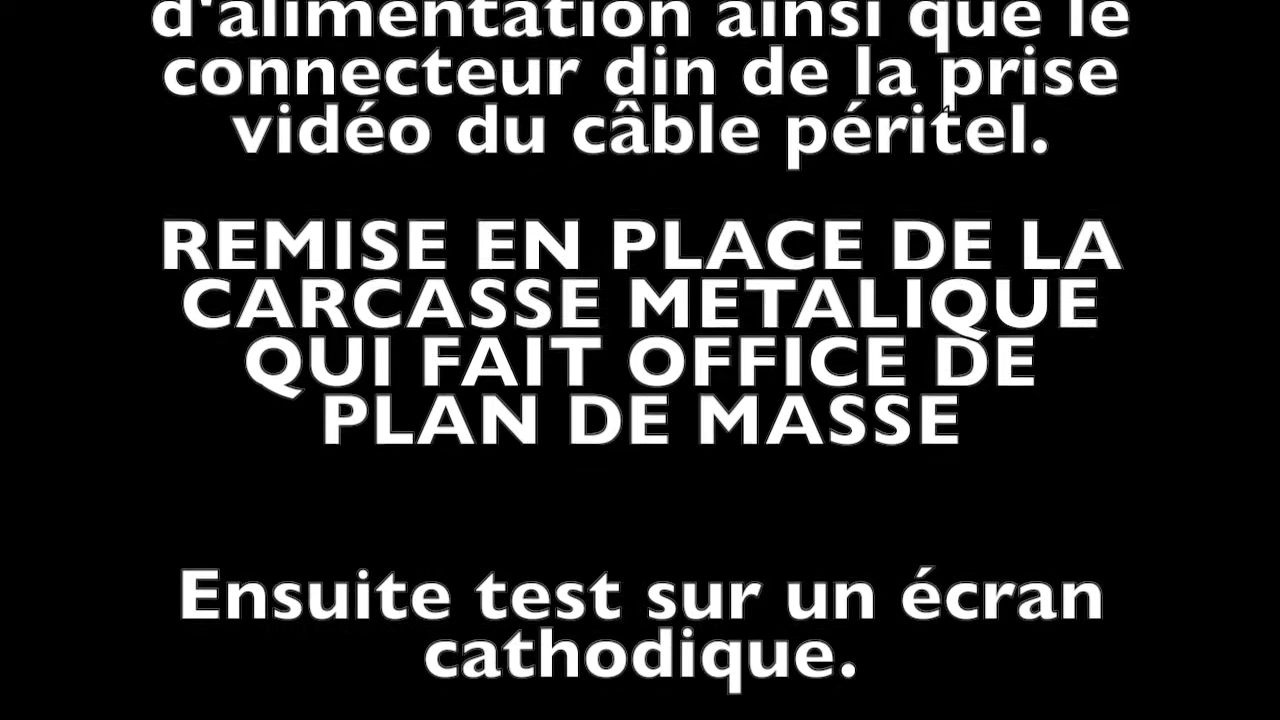 d'alimentation ainsi que le
connecteur din de la prise
vidéo du câble péritel.
REMISE EN PLACE DE LA
CARCASSE METALIQUE
QUI FAIT OFFICE DE
PLAN DE MASSE
Ensuite test sur un écran
cathodique.